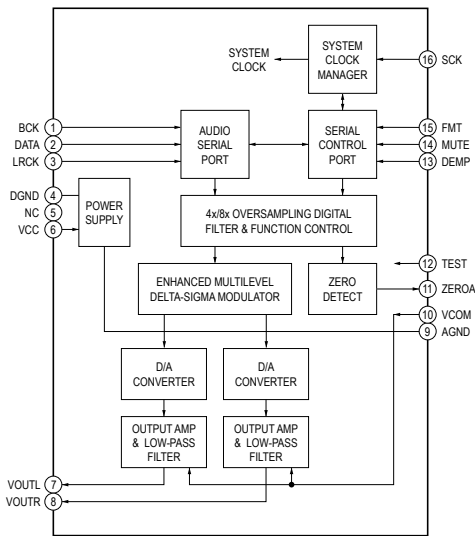 SYSTEM
CLOCK
SYSTEM
CLOCK
MANAGER
16 SCK
BCK 1
DATA 2
LRCK 3
AUDIO
SERIAL
PORT
SERIAL
CONTROL
PORT
15 FMT
14 MUTE
13 DEMP
DGND 4
NC 5
VCC 6
POWER
SUPPLY
4x/8x OVERSAMPLING DIGITAL
FILTER & FUNCTION CONTROL
ENHANCED MULTILEVEL
DELTA-SIGMA MODULATOR
ZERO
DETECT
12 TEST
11 ZEROA
10 VCOM
9 AGND
D/A
CONVERTER
D/A
CONVERTER
OUTPUT AMP
& LOW-PASS
FILTER
OUTPUT AMP
& LOW-PASS
FILTER
VOUTL 7
VOUTR 8